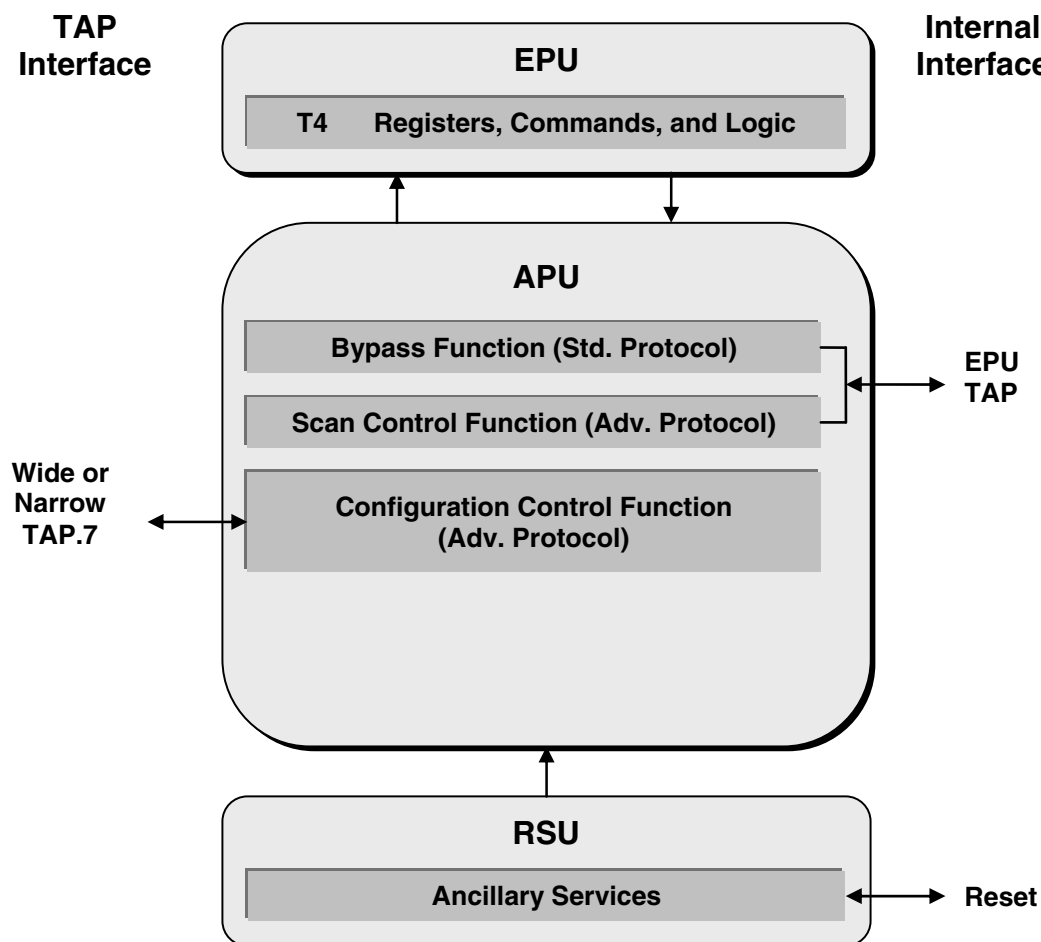 TAP
Interface
Internal
Interface
EPU
T4 Registers, Commands, and Logic
APU
Bypass Function (Std. Protocol)
EPU
TAP
Scan Control Function (Adv. Protocol)
Wide or
Narrow
TAP.7
Configuration Control Function
(Adv. Protocol)
RSU
Ancillary Services
Reset